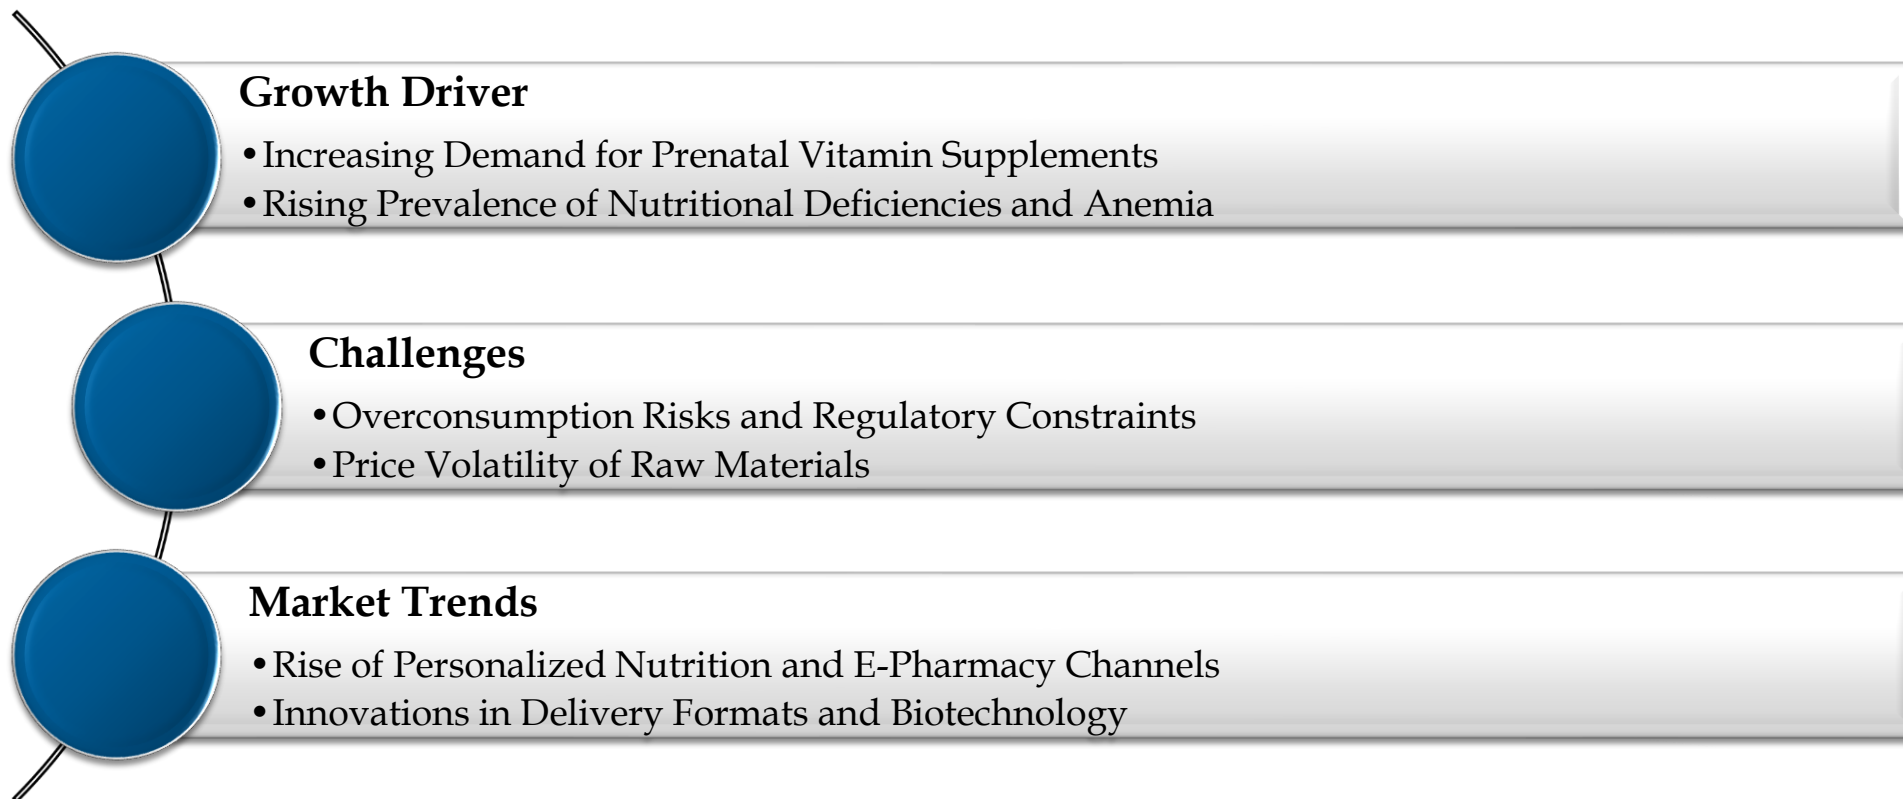 Growth Driver
•Increasing Demand for Prenatal Vitamin Supplements
•Rising Prevalence of Nutritional Deficiencies and Anemia
Challenges
•Overconsumption Risks and Regulatory Constraints
•Price Volatility of Raw Materials
Market Trends
•Rise of Personalized Nutrition and E-Pharmacy Channels
•Innovations in Delivery Formats and Biotechnology